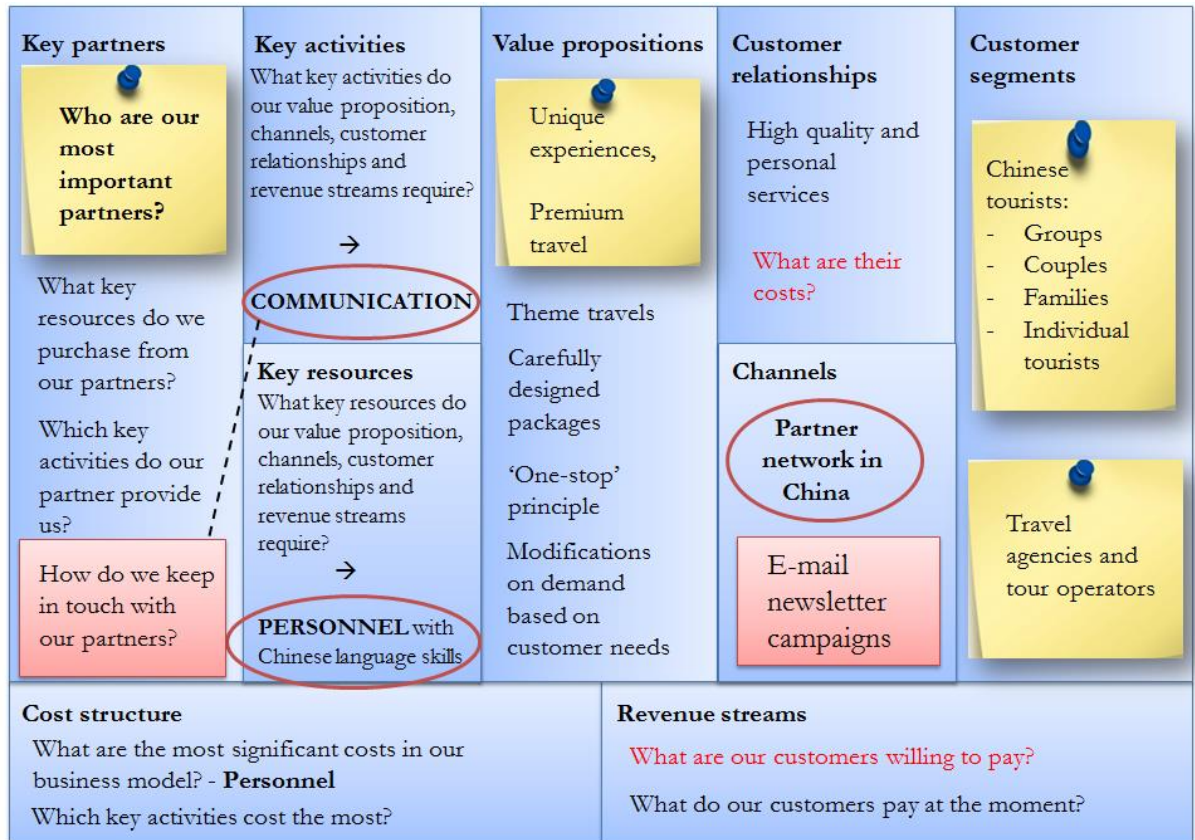 Key partners
Who are our
most
important
partners?
What key
resources do we
purchase from
our partners?
Which key
activities do our
partner provide
us?
How do we keep
in touch with
our partners?
Key activities
What key activities do
our value proposition,
channels, customer
relationships and
revenue streams require?
→
COMMUNICATION
Key resources
What key resources do
our value proposition,
channels, customer
relationships and
revenue streams
require?
→
PERSONNEL with
Chinese language skills
Value propositions
Unique
experiences,
Premium
travel
Theme travels
Carefully
designed
packages
‘One-stop’
principle
Modifications
on demand
based on
customer needs
Customer
relationships
High quality and
personal
services
What are their
costs?
Channels
Partner
network in
China
E-mail
newsletter
campaigns
Customer
segments
Chinese
tourists:
- Groups
- Couples
- Families
- Individual
tourists
Travel
agencies and
tour operators
Cost structure
What are the most significant costs in our
business model? - Personnel
Which key activities cost the most?
Revenue streams
What are our customers willing to pay?
What do our customers pay at the moment?